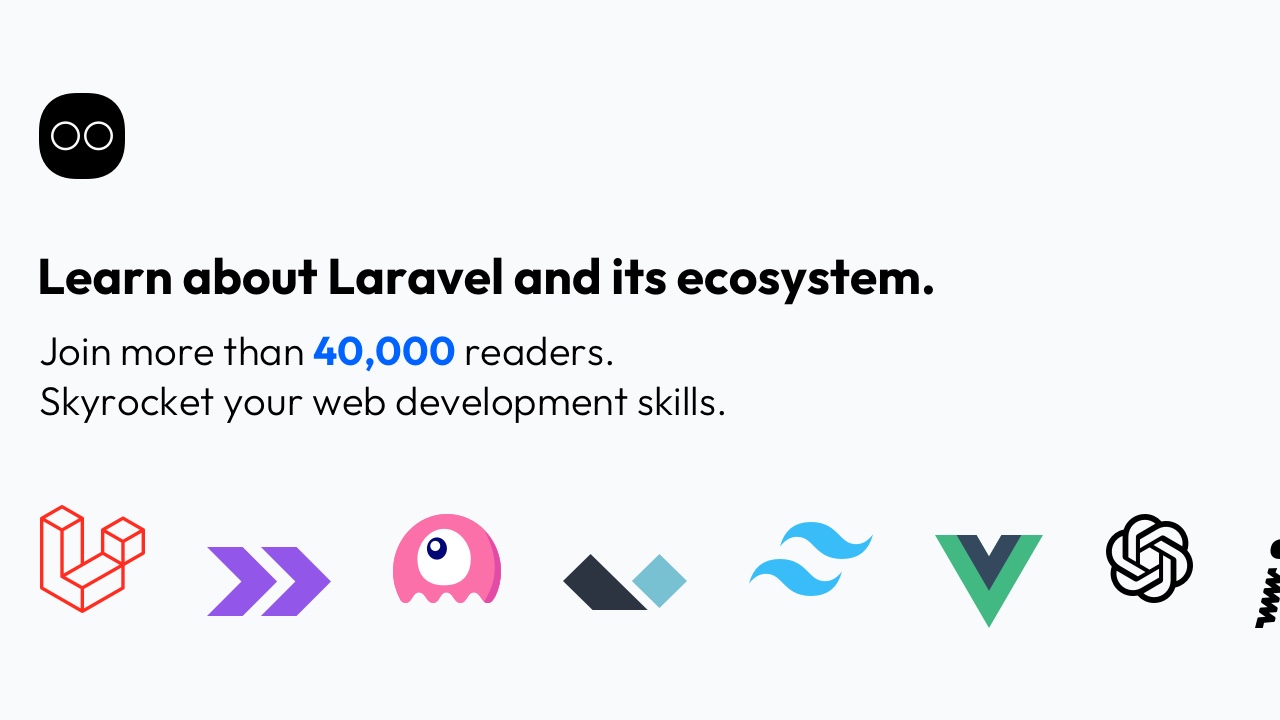 Learn about Laravel and its ecosystem.
Join more than 40,000 readers.
Skyrocket your web development skills.